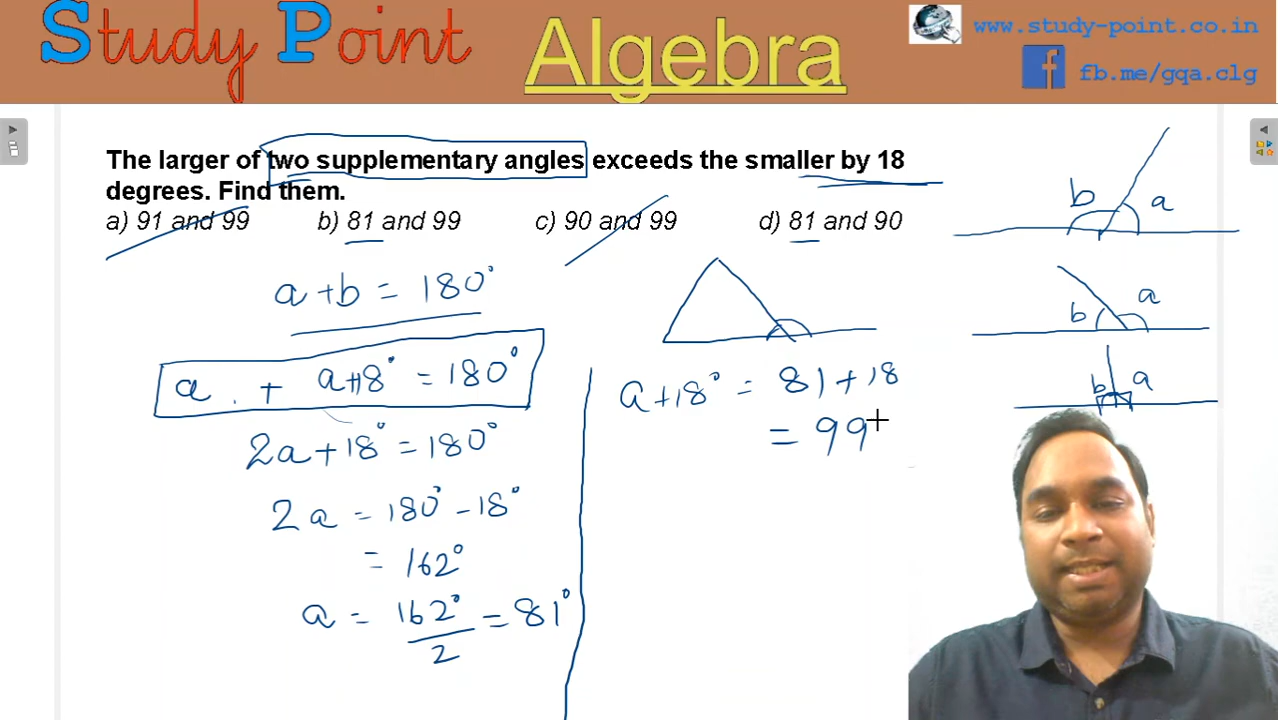 Study Point
Algebra
www.study-point.co.in
fb.me/gqa.clg
The larger of two supplementary angles exceeds the smaller by 18
degrees. Find them.
a) 91 and 99 b) 81 and 99 c) 90 and 99 d) 81 and 90
a+b = 180°
a + a+18° = 180°
2a+18° = 180°
2a = 180° - 18°
= 162°
a = 162°/2 = 81°
a+18° = 81+18
= 99
b a
b a
b a